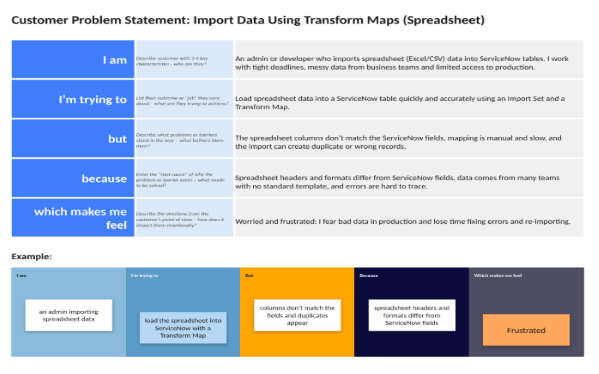 Customer Problem Statement: Import Data Using Transform Maps (Spreadsheet)
I am
Describe customer with 3-4 key
characteristics - who are they?
An admin or developer who imports spreadsheet (Excel/CSV) data into ServiceNow tables. I work
with tight deadlines, messy data from business teams and limited access to production.
I'm trying to
List their outcome or "job" they care
about - what are they trying to achieve?
Load spreadsheet data into a ServiceNow table quickly and accurately using an Import Set and a
Transform Map.
but
Describe what problems or barriers
stand in the way - what bothers them
most?
The spreadsheet columns don't match the ServiceNow fields, mapping is manual and slow, and
the import can create duplicate or wrong records.
because
Enter the "root cause" of why the
problem or barrier exists - what needs
to be solved?
Spreadsheet headers and formats differ from ServiceNow fields, data comes from many teams
with no standard template, and errors are hard to trace.
which makes me
feel
Describe the emotions from the
customer's point of view - how does it
impact them emotionally?
Worried and frustrated: I fear bad data in production and lose time fixing errors and re-importing.
Example:
I am
an admin importing
spreadsheet data
I'm trying to
load the spreadsheet into
ServiceNow with a
Transform Map
But
columns don't match the
fields and duplicates
appear
Because
spreadsheet headers and
formats differ from
ServiceNow fields
Which makes me feel
Frustrated